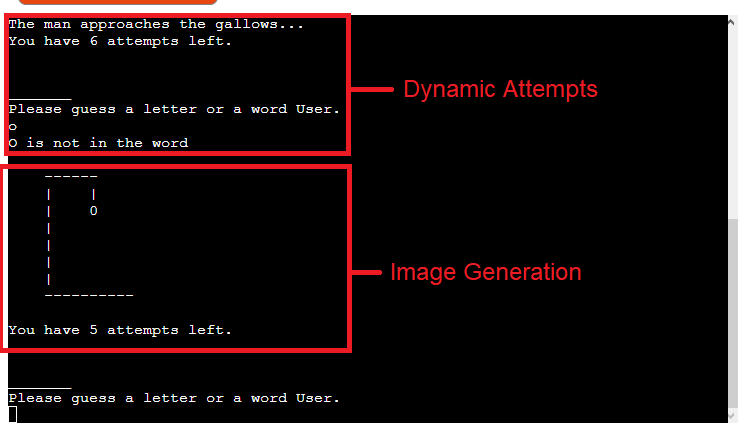 The man approaches the gallows...
You have 6 attempts left.
_______
Please guess a letter or a word User.
o
O is not in the word
Dynamic Attempts
------
|    |
|    O
|
|
|
|
----------
Image Generation
You have 5 attempts left.
_______
Please guess a letter or a word User.